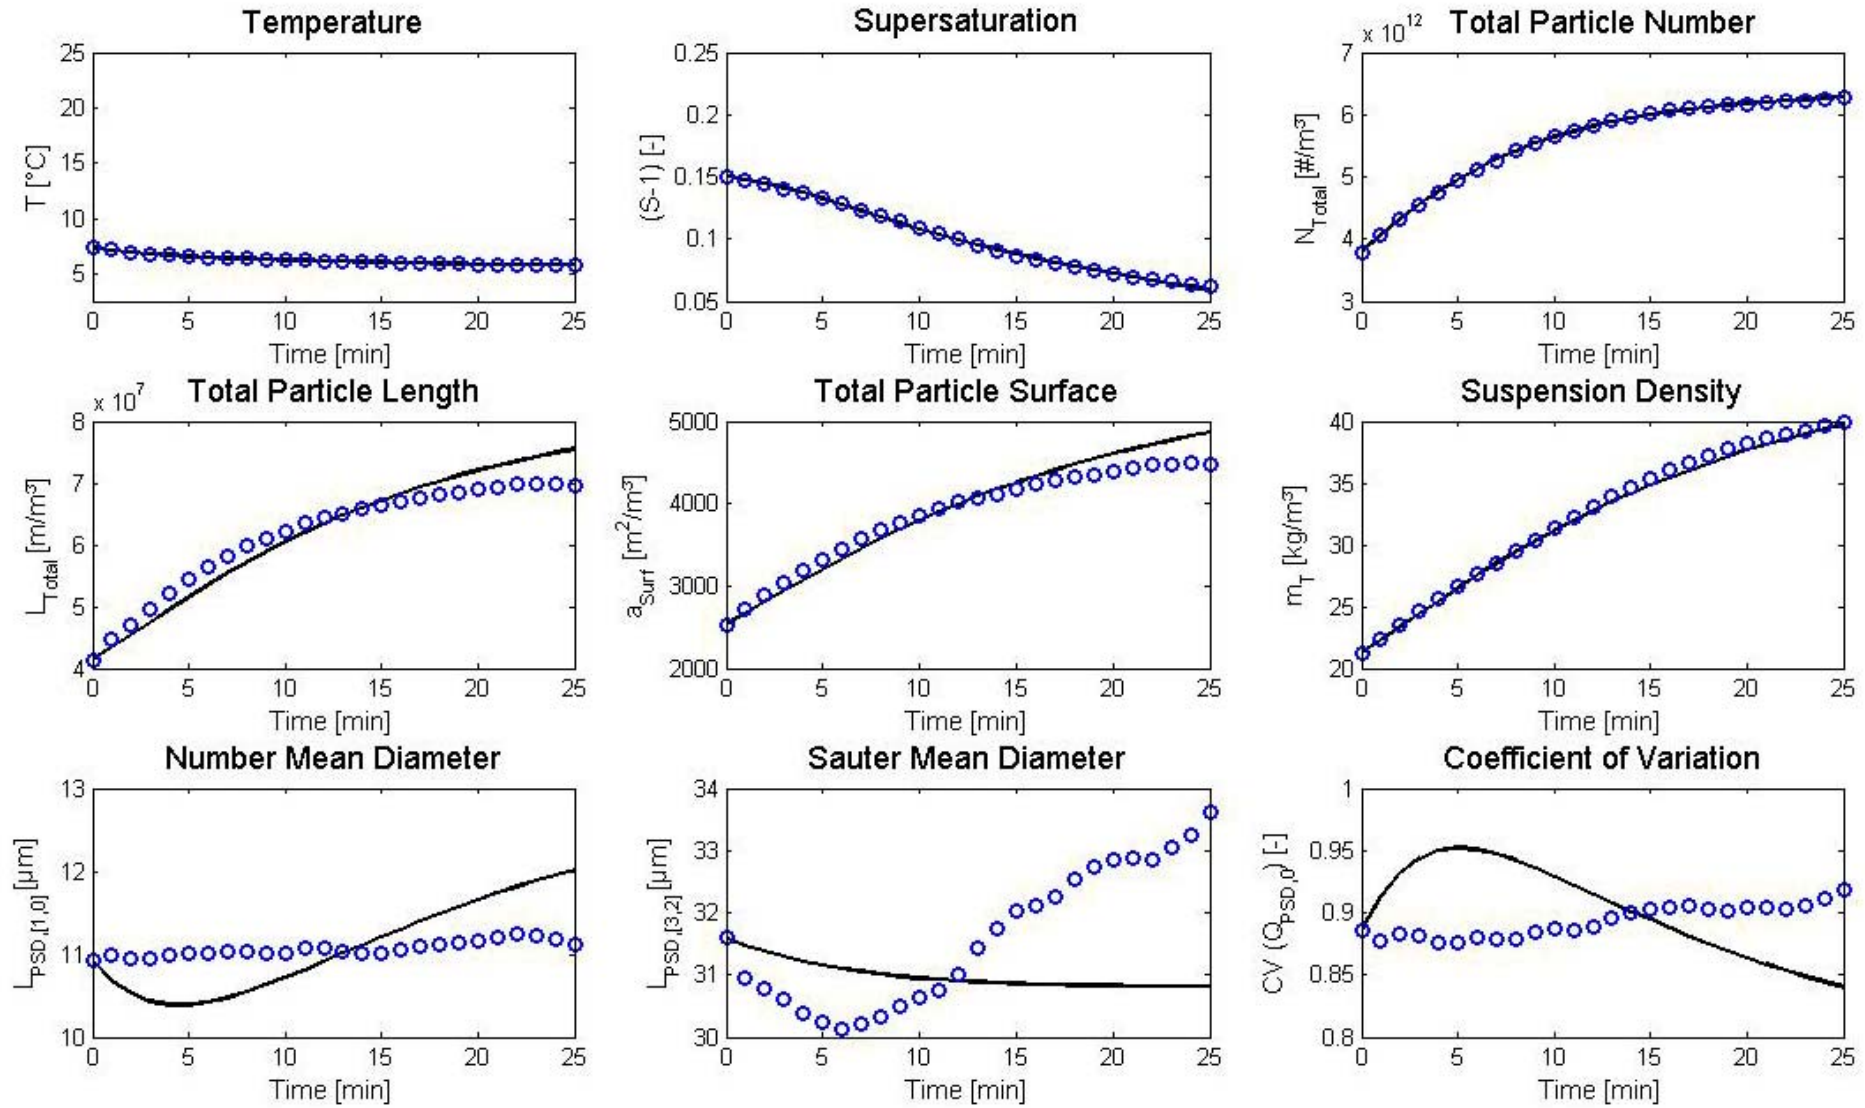 Temperature
25
20
15
10
5
0 5 10 15 20 25
T [°C]
Time [min]
Supersaturation
0.25
0.2
0.15
0.1
0.05
0 5 10 15 20 25
(S-1) [-]
Time [min]
Total Particle Number
x 10^12
7
6
5
4
3
0 5 10 15 20 25
N_Total [#/m³]
Time [min]
Total Particle Length
x 10^7
8
7
6
5
4
0 5 10 15 20 25
L_Total [m/m³]
Time [min]
Total Particle Surface
5000
4000
3000
2000
0 5 10 15 20 25
a_Surf [m²/m³]
Time [min]
Suspension Density
40
35
30
25
20
0 5 10 15 20 25
m_T [kg/m³]
Time [min]
Number Mean Diameter
13
12
11
10
0 5 10 15 20 25
L_PSD,[1,0] [µm]
Time [min]
Sauter Mean Diameter
34
33
32
31
30
0 5 10 15 20 25
L_PSD,[3,2] [µm]
Time [min]
Coefficient of Variation
1
0.95
0.9
0.85
0.8
0 5 10 15 20 25
CV (Q_PSD,0) [-]
Time [min]